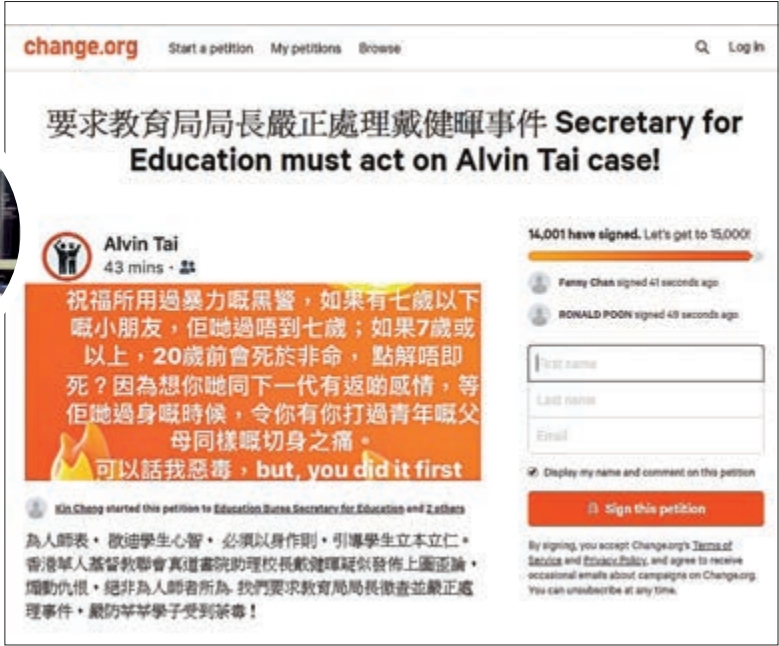 change.org Start a petition My petitions Browse Log in
要求教育局局長嚴正處理戴健暉事件 Secretary for
Education must act on Alvin Tai case!
Alvin Tai
43 mins ·
祝福所用過暴力嘅黑警，如果有七歲以下
嘅小朋友，佢哋過唔到七歲；如果7歲或
以上，20歲前會死於非命， 點解唔即
死？因為想你哋同下一代有返啲感情，等
佢哋過身嘅時候，令你有你打過青年嘅父
母同樣嘅切身之痛。
可以話我惡毒，but, you did it first
Kin Cheng started this petition to Education Burea Secretary for Education and 2 others
為人師表，啟迪學生心智，必須以身作則，引導學生立本立仁。
香港華人基督教聯會真道書院助理校長戴健暉疑似發佈上圖歪論，
煽動仇恨，絕非為人師者所為。我們要求教育局局長徹查並嚴正處
理事件，嚴防莘莘學子受到荼毒！
14,001 have signed. Let's get to 15,000!
Fanny Chan signed 41 seconds ago
RONALD POON signed 49 seconds ago
First name
Last name
Email
Display my name and comment on this petition
Sign this petition
By signing, you accept Change.org's Terms of
Service and Privacy Policy, and agree to receive
occasional emails about campaigns on Change.org.
You can unsubscribe at any time.